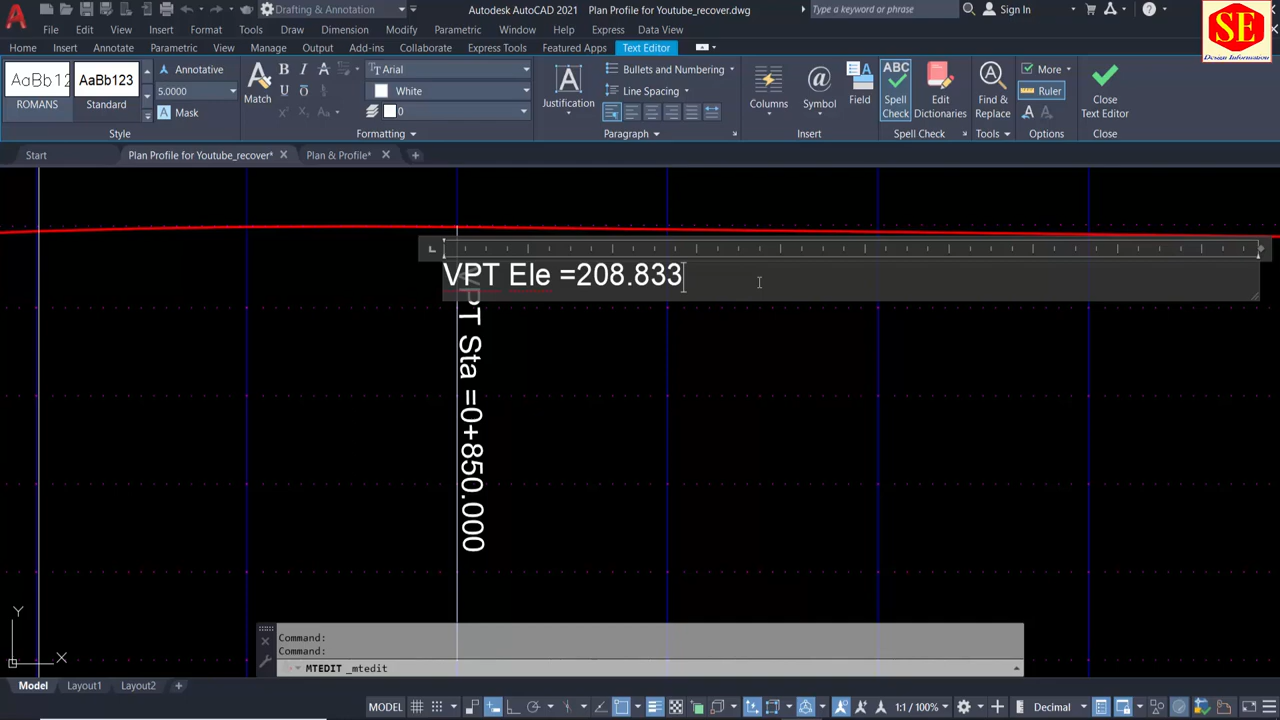 Drafting & Annotation
Autodesk AutoCAD 2021 Plan Profile for Youtube_recover.dwg
Type a keyword or phrase
Sign In
File Edit View Insert Format Tools Draw Dimension Modify Parametric Window Help Express Data View
Home Insert Annotate Parametric View Manage Output Add-ins Collaborate Express Tools Featured Apps Text Editor
SE
Design Information
AaBb12 AaBb123 Annotative
ROMANS Standard 5.0000 Mask
Match Arial White 0
Justification
Bullets and Numbering
Line Spacing
Columns Symbol Field
ABC Spell Check
Edit Dictionaries
Find & Replace
More
Ruler
Close Text Editor
Style Formatting Paragraph Insert Spell Check Tools Options Close
Start Plan Profile for Youtube_recover* Plan & Profile*
VPT Ele =208.833
VPT Sta =0+850.000
Y
X
Command:
Command:
MTEDIT _mtedit
Model Layout1 Layout2
MODEL 1:1 / 100% Decimal